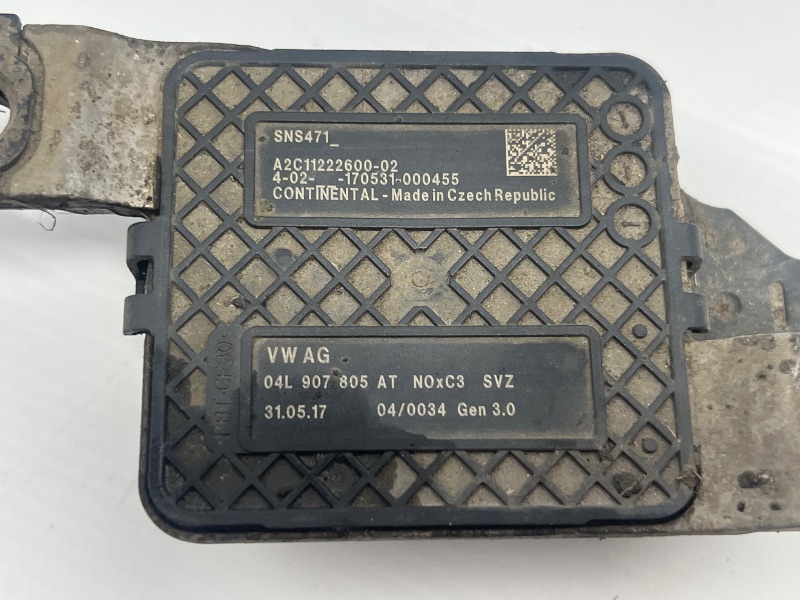 SNS471_
A2C11222600-02
4-02- -170531-000455
CONTINENTAL - Made in Czech Republic
VW AG
04L 907 805 AT NOxC3 SVZ
31.05.17 04/0034 Gen 3.0